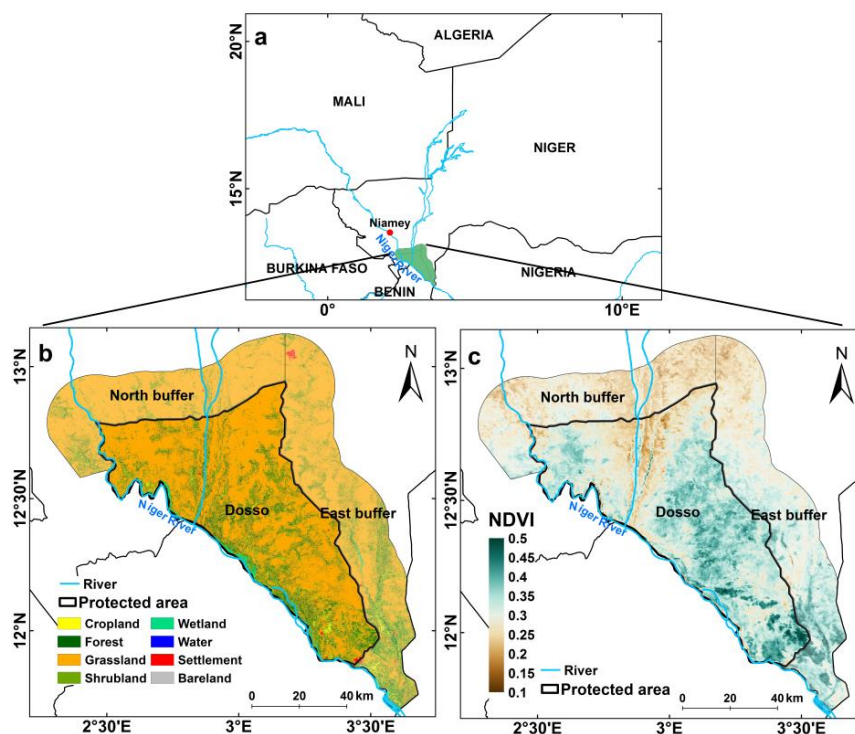 20°N
15°N
a
ALGERIA
MALI
NIGER
Niamey
Niger River
BURKINA FASO
NIGERIA
BENIN
0°
10°E
b
N
13°N
12°30'N
12°N
North buffer
Dosso
East buffer
Niger River
River
Protected area
Cropland
Wetland
Forest
Water
Grassland
Settlement
Shrubland
Bareland
0 20 40 km
2°30'E
3°E
3°30'E
c
N
13°N
12°30'N
12°N
North buffer
Dosso
East buffer
Niger River
NDVI
0.5
0.45
0.4
0.35
0.3
0.25
0.2
0.15
0.1
River
Protected area
0 20 40 km
2°30'E
3°E
3°30'E